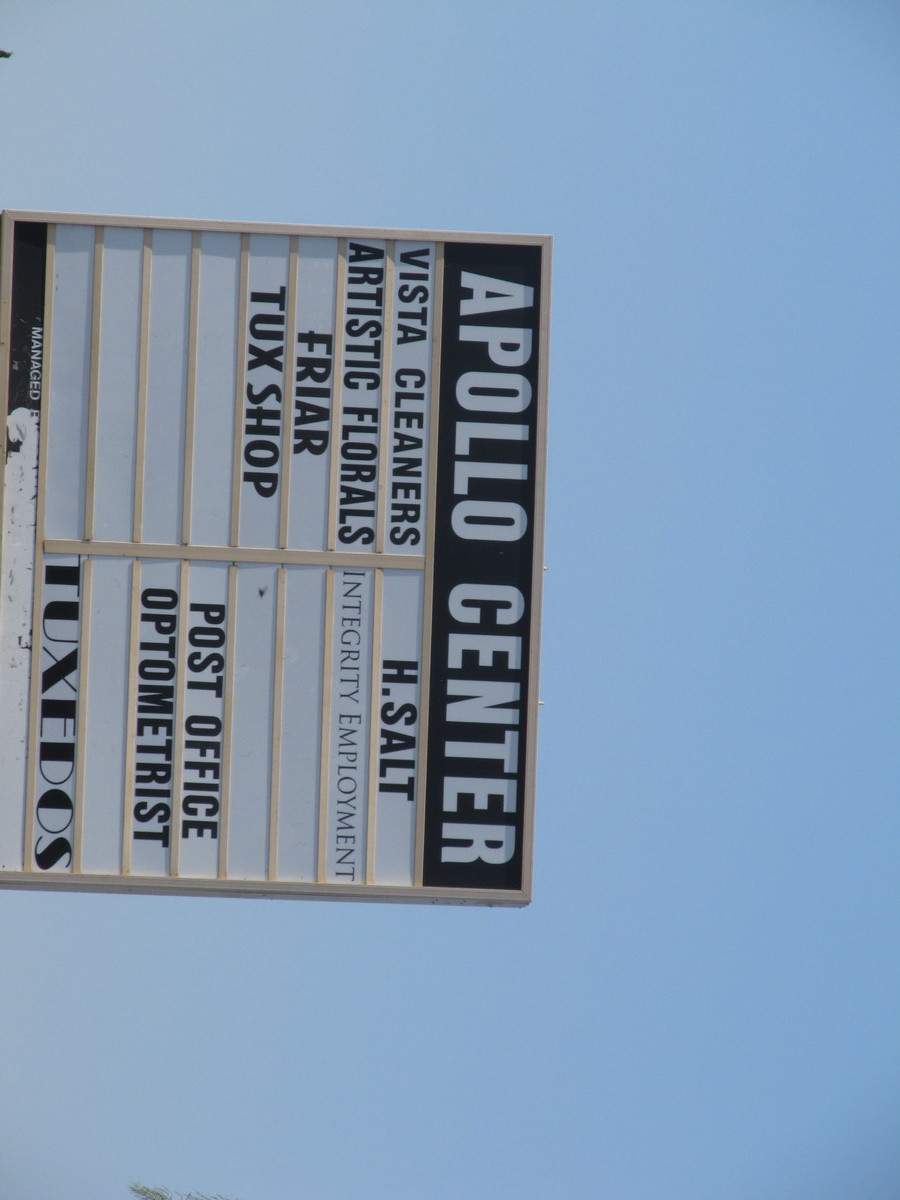 APOLLO CENTER
VISTA CLEANERS
ARTISTIC FLORALS
FRIAR
TUX SHOP
H.SALT
INTEGRITY EMPLOYMENT
POST OFFICE
OPTOMETRIST
TUXEDOS
MANAGED